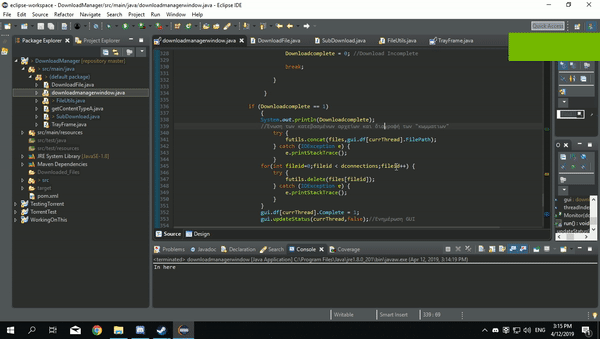 eclipse-workspace - DownloadManager/src/main/java/downloadmanagerwindow.java - Eclipse IDE
File Edit Source Refactor Navigate Search Project Run Window Help
Quick Access
Package Explorer Project Explorer
downloadmanagerwindow.java DownloadFile.java SubDownload.java FileUtils.java TrayFrame.java
DownloadManager [repository master]
src/main/java
(default package)
DownloadFile.java
downloadmanagerwindow.java
FileUtils.java
getContentTypeA.java
SubDownload.java
TrayFrame.java
src/main/resources
src/test/java
src/test/resources
JRE System Library [JavaSE-1.8]
Maven Dependencies
Downloaded_Files
src
target
pom.xml
TestingTorrent
TorrentTest
WorkingOnThis
Downloadcomplete = 0; //Download Incomplete
break;
}
}
if (Downloadcomplete == 1)
{
System.out.println(Downloadcomplete);
//Ένωση των κατεβασμένων αρχείων και διαγραφή των "κομματιών"
try {
futils.concat(files,gui.df[currThread].FilePath);
} catch (IOException e) {
e.printStackTrace();
}
for(int fileid=0;fileid < dconnections;fileid++) {
try {
futils.delete(files[fileid]);
} catch (IOException e) {
e.printStackTrace();
}
}
gui.df[currThread].Complete = 1;
gui.updateStatus(currThread,false);//Ενημέρωση GUI
Source Design
Problems Javadoc Declaration Search Console Coverage
<terminated> downloadmanagerwindow [Java Application] C:\Program Files\Java\jre1.8.0_201\bin\javaw.exe (Apr 12, 2019, 3:14:19 PM)
In here
Writable Smart Insert 339 : 69
ENG
3:15 PM
4/12/2019